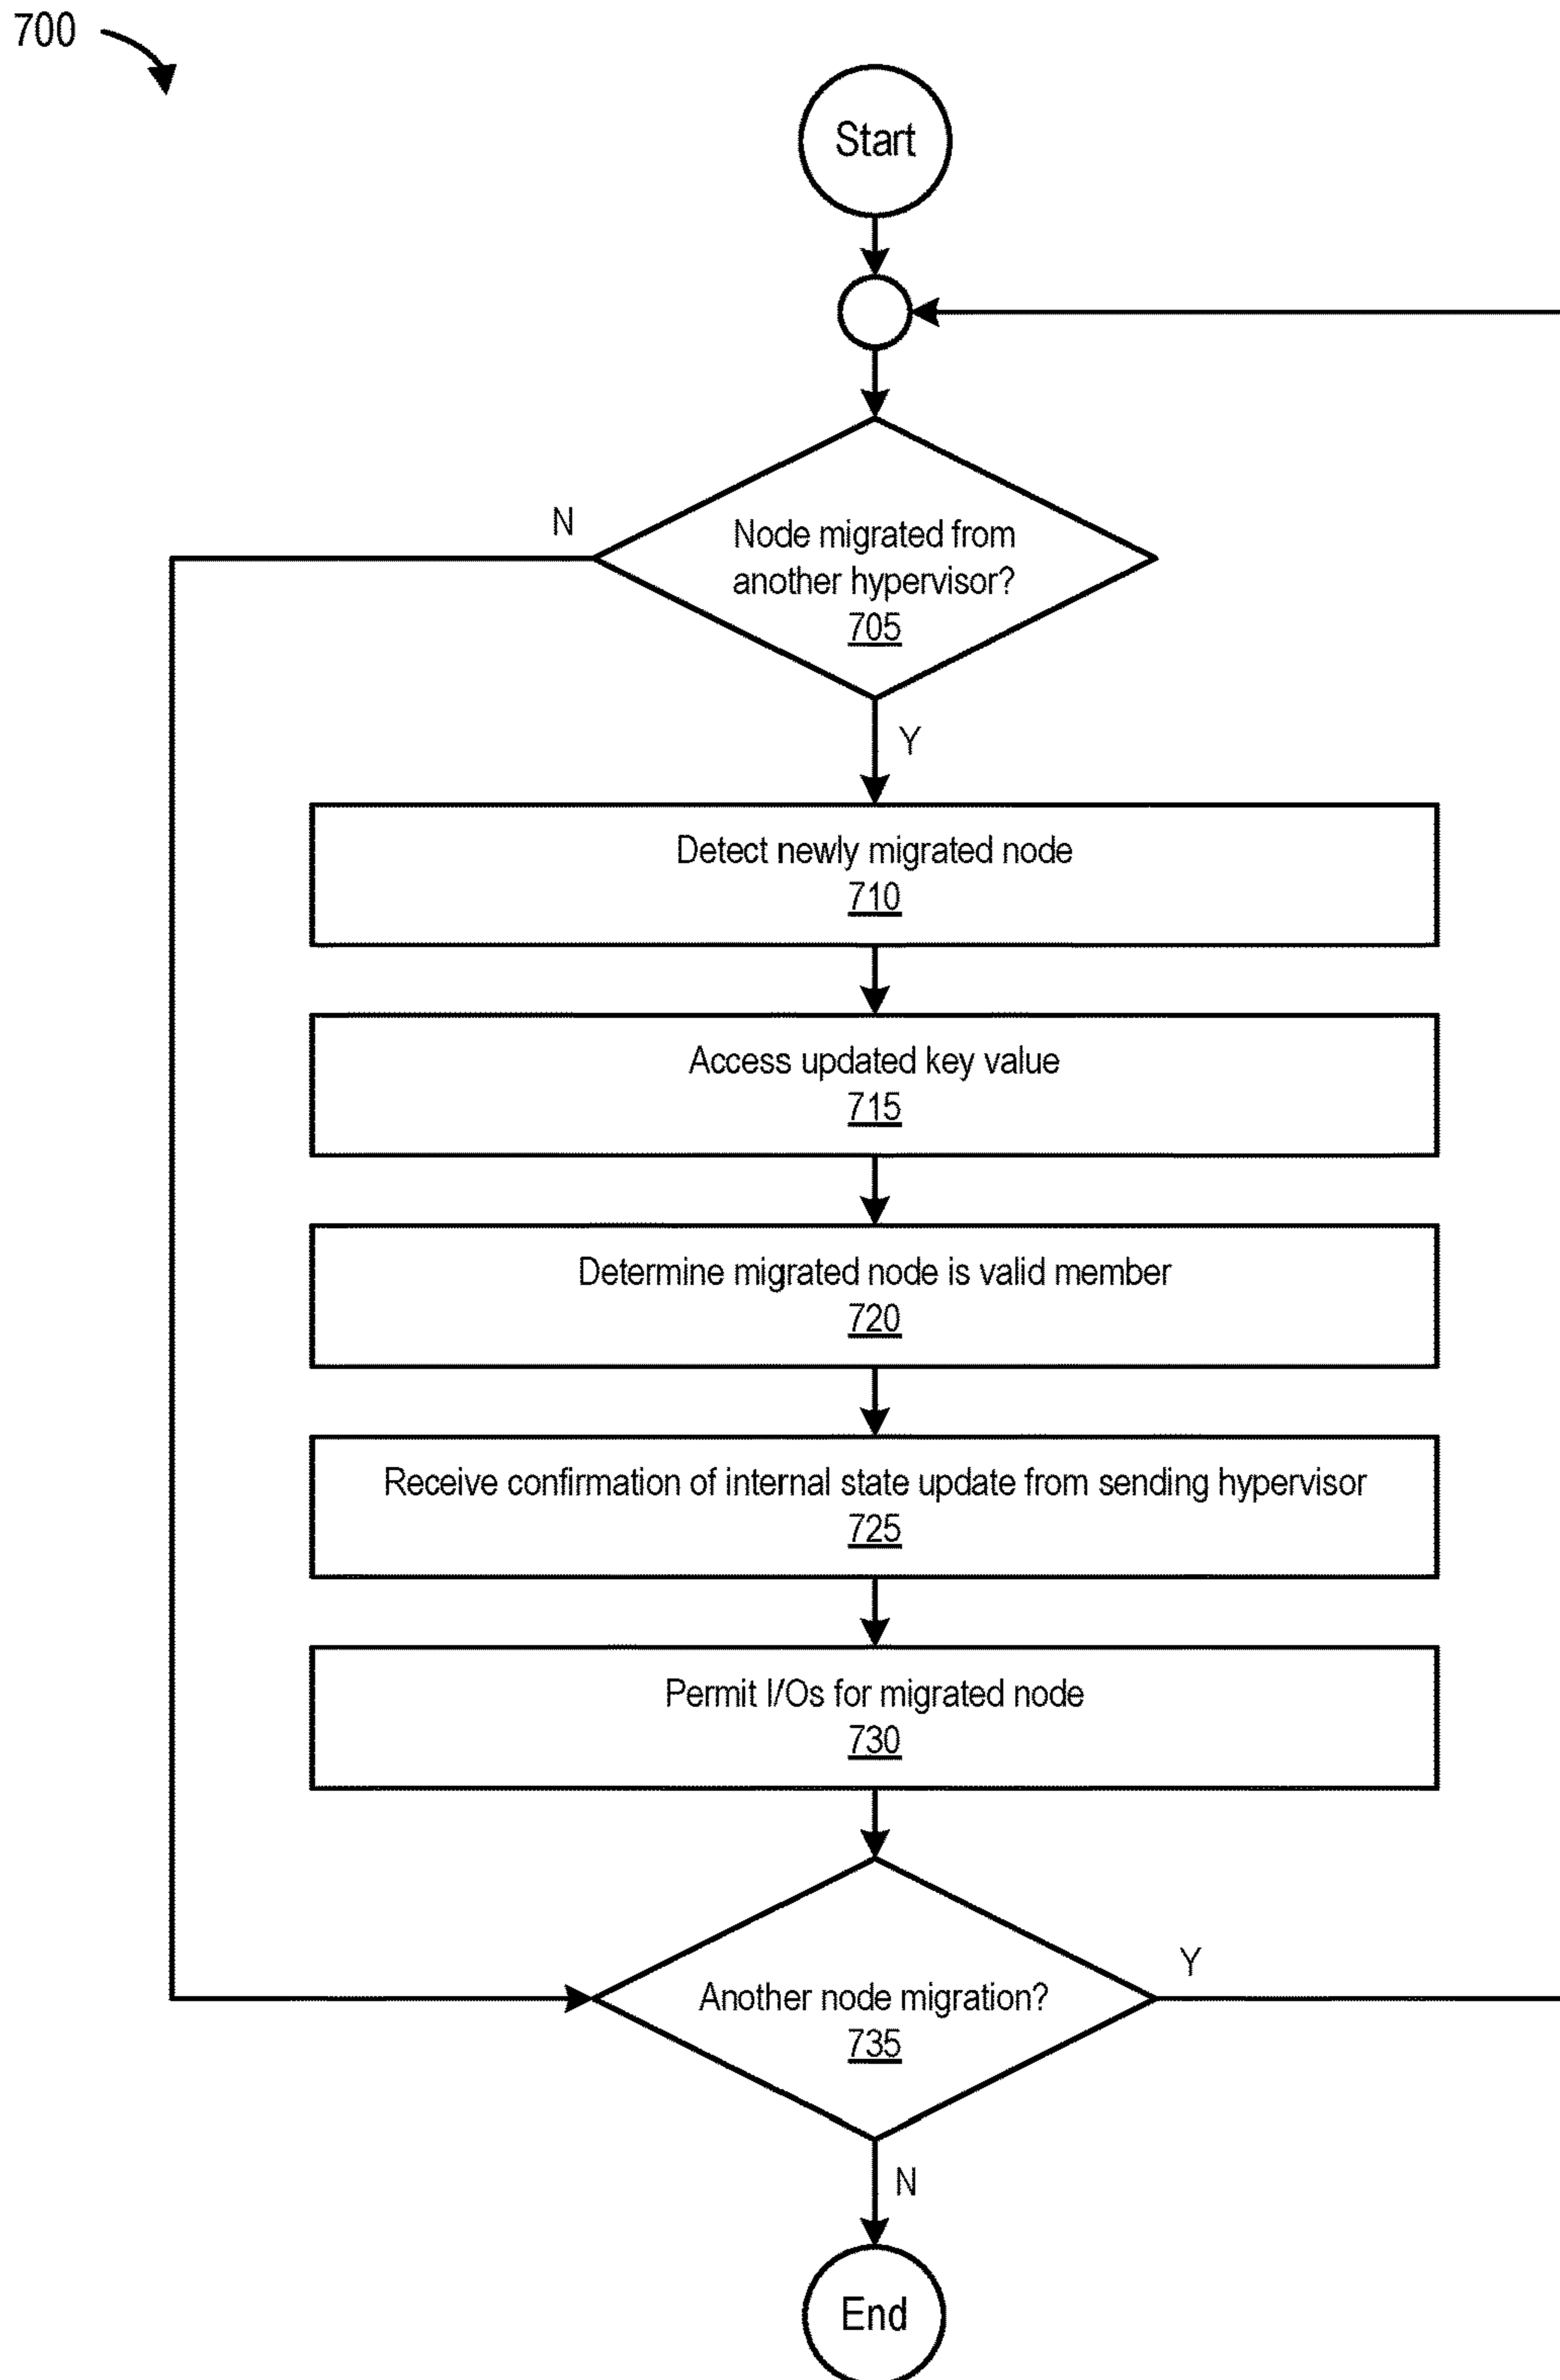 700
Start
N
Node migrated from
another hypervisor?
705
Y
Detect newly migrated node
710
Access updated key value
715
Determine migrated node is valid member
720
Receive confirmation of internal state update from sending hypervisor
725
Permit I/Os for migrated node
730
Y
Another node migration?
735
N
End